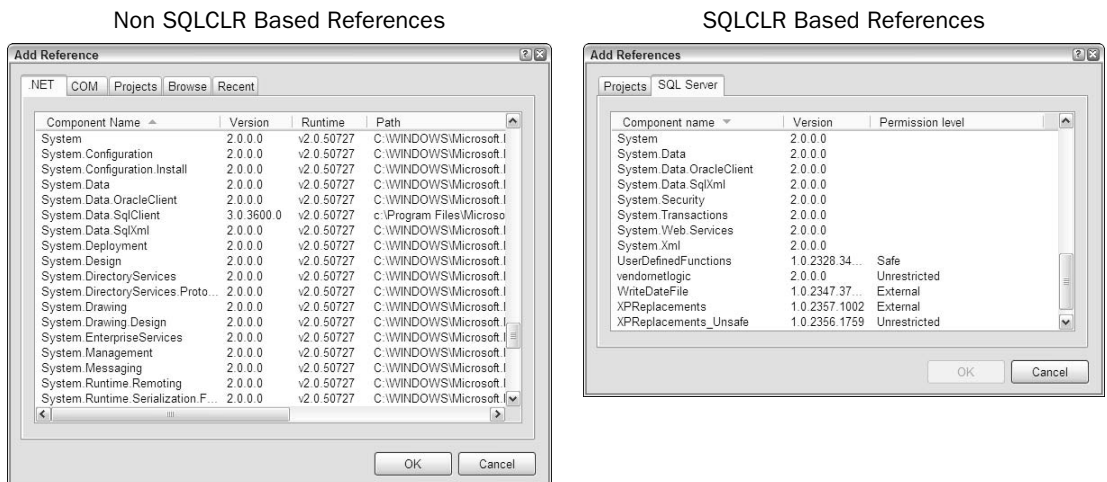 Non SQLCLR Based References
Add Reference
.NET COM Projects Browse Recent
Component Name Version Runtime Path
System 2.0.0.0 v2.0.50727 C:\WINDOWS\Microsoft.I
System.Configuration 2.0.0.0 v2.0.50727 C:\WINDOWS\Microsoft.I
System.Configuration.Install 2.0.0.0 v2.0.50727 C:\WINDOWS\Microsoft.I
System.Data 2.0.0.0 v2.0.50727 C:\WINDOWS\Microsoft.I
System.Data.OracleClient 2.0.0.0 v2.0.50727 C:\WINDOWS\Microsoft.I
System.Data.SqlClient 3.0.3600.0 v2.0.50727 c:\Program Files\Microso
System.Data.SqlXml 2.0.0.0 v2.0.50727 C:\WINDOWS\Microsoft.I
System.Deployment 2.0.0.0 v2.0.50727 C:\WINDOWS\Microsoft.I
System.Design 2.0.0.0 v2.0.50727 C:\WINDOWS\Microsoft.I
System.DirectoryServices 2.0.0.0 v2.0.50727 C:\WINDOWS\Microsoft.I
System.DirectoryServices.Proto... 2.0.0.0 v2.0.50727 C:\WINDOWS\Microsoft.I
System.Drawing 2.0.0.0 v2.0.50727 C:\WINDOWS\Microsoft.I
System.Drawing.Design 2.0.0.0 v2.0.50727 C:\WINDOWS\Microsoft.I
System.EnterpriseServices 2.0.0.0 v2.0.50727 C:\WINDOWS\Microsoft.I
System.Management 2.0.0.0 v2.0.50727 C:\WINDOWS\Microsoft.I
System.Messaging 2.0.0.0 v2.0.50727 C:\WINDOWS\Microsoft.I
System.Runtime.Remoting 2.0.0.0 v2.0.50727 C:\WINDOWS\Microsoft.I
System.Runtime.Serialization.F... 2.0.0.0 v2.0.50727 C:\WINDOWS\Microsoft.I
OK Cancel
SQLCLR Based References
Add References
Projects SQL Server
Component name Version Permission level
System 2.0.0.0
System.Data 2.0.0.0
System.Data.OracleClient 2.0.0.0
System.Data.SqlXml 2.0.0.0
System.Security 2.0.0.0
System.Transactions 2.0.0.0
System.Web.Services 2.0.0.0
System.Xml 2.0.0.0
UserDefinedFunctions 1.0.2328.34... Safe
vendornetlogic 2.0.0.0 Unrestricted
WriteDateFile 1.0.2347.37... External
XPReplacements 1.0.2357.1002 External
XPReplacements_Unsafe 1.0.2356.1759 Unrestricted
OK Cancel